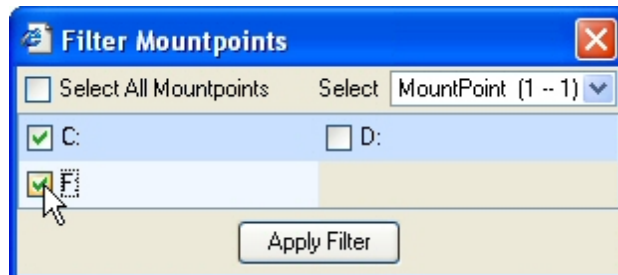 Filter Mountpoints
Select All Mountpoints Select MountPoint (1 -- 1)
C: D:
F:
Apply Filter